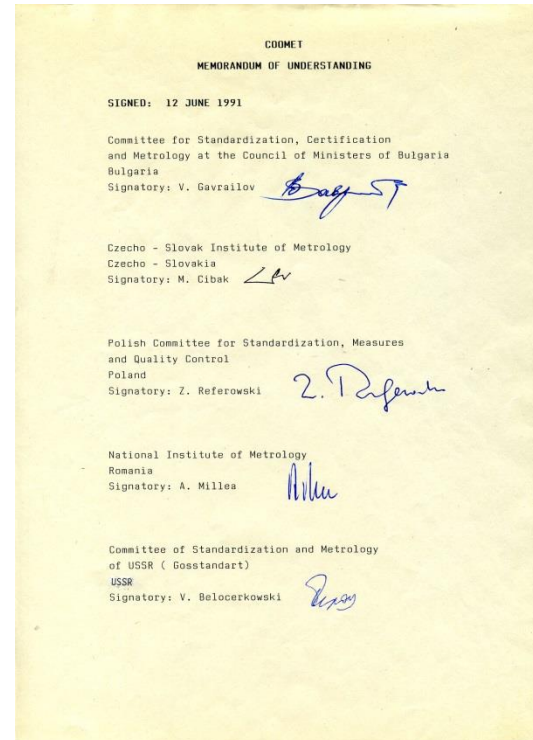 COOMET
MEMORANDUM OF UNDERSTANDING
SIGNED: 12 JUNE 1991
Committee for Standardization, Certification
and Metrology at the Council of Ministers of Bulgaria
Bulgaria
Signatory: V. Gavrailov
Czecho - Slovak Institute of Metrology
Czecho - Slovakia
Signatory: M. Cibak
Polish Committee for Standardization, Measures
and Quality Control
Poland
Signatory: Z. Referowski
National Institute of Metrology
Romania
Signatory: A. Millea
Committee of Standardization and Metrology
of USSR ( Gosstandart)
USSR
Signatory: V. Belocerkowski